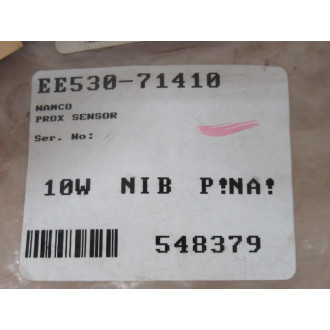 EE530-71410
NAMCO
PROX SENSOR
Ser. No:
10W NIB P!NA!
548379